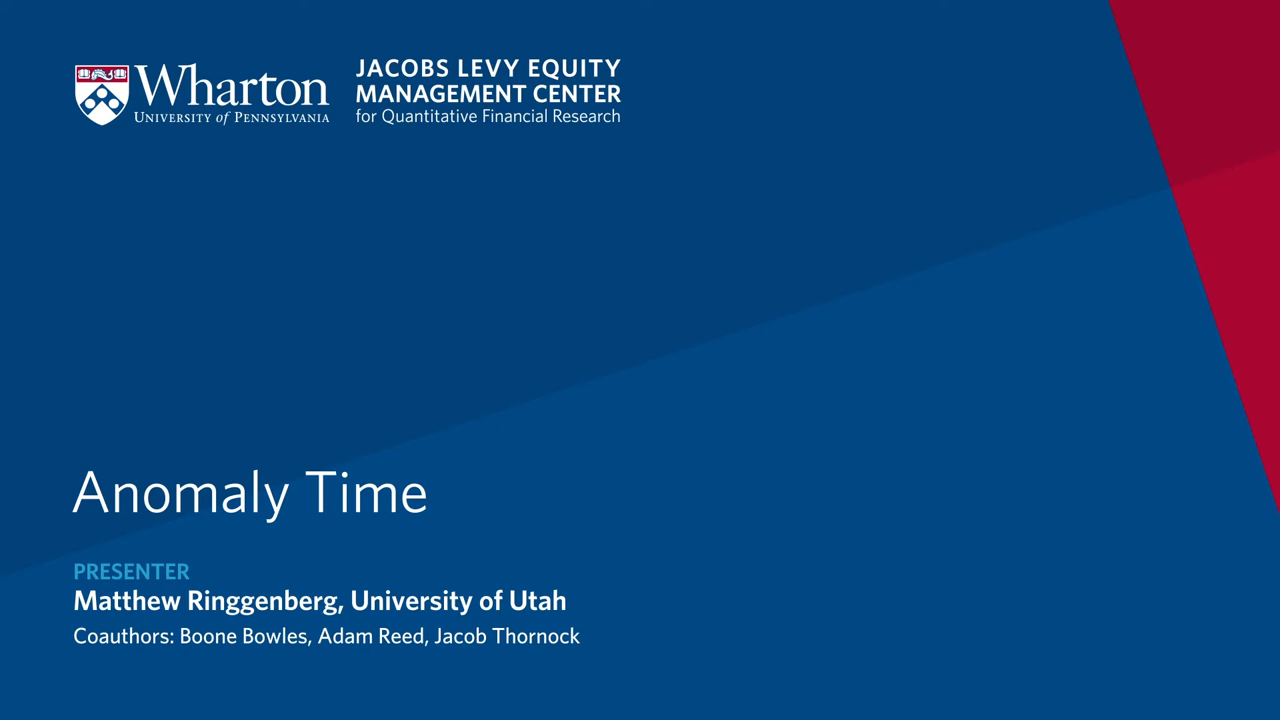 Wharton
UNIVERSITY of PENNSYLVANIA
JACOBS LEVY EQUITY
MANAGEMENT CENTER
for Quantitative Financial Research
Anomaly Time
PRESENTER
Matthew Ringgenberg, University of Utah
Coauthors: Boone Bowles, Adam Reed, Jacob Thornock